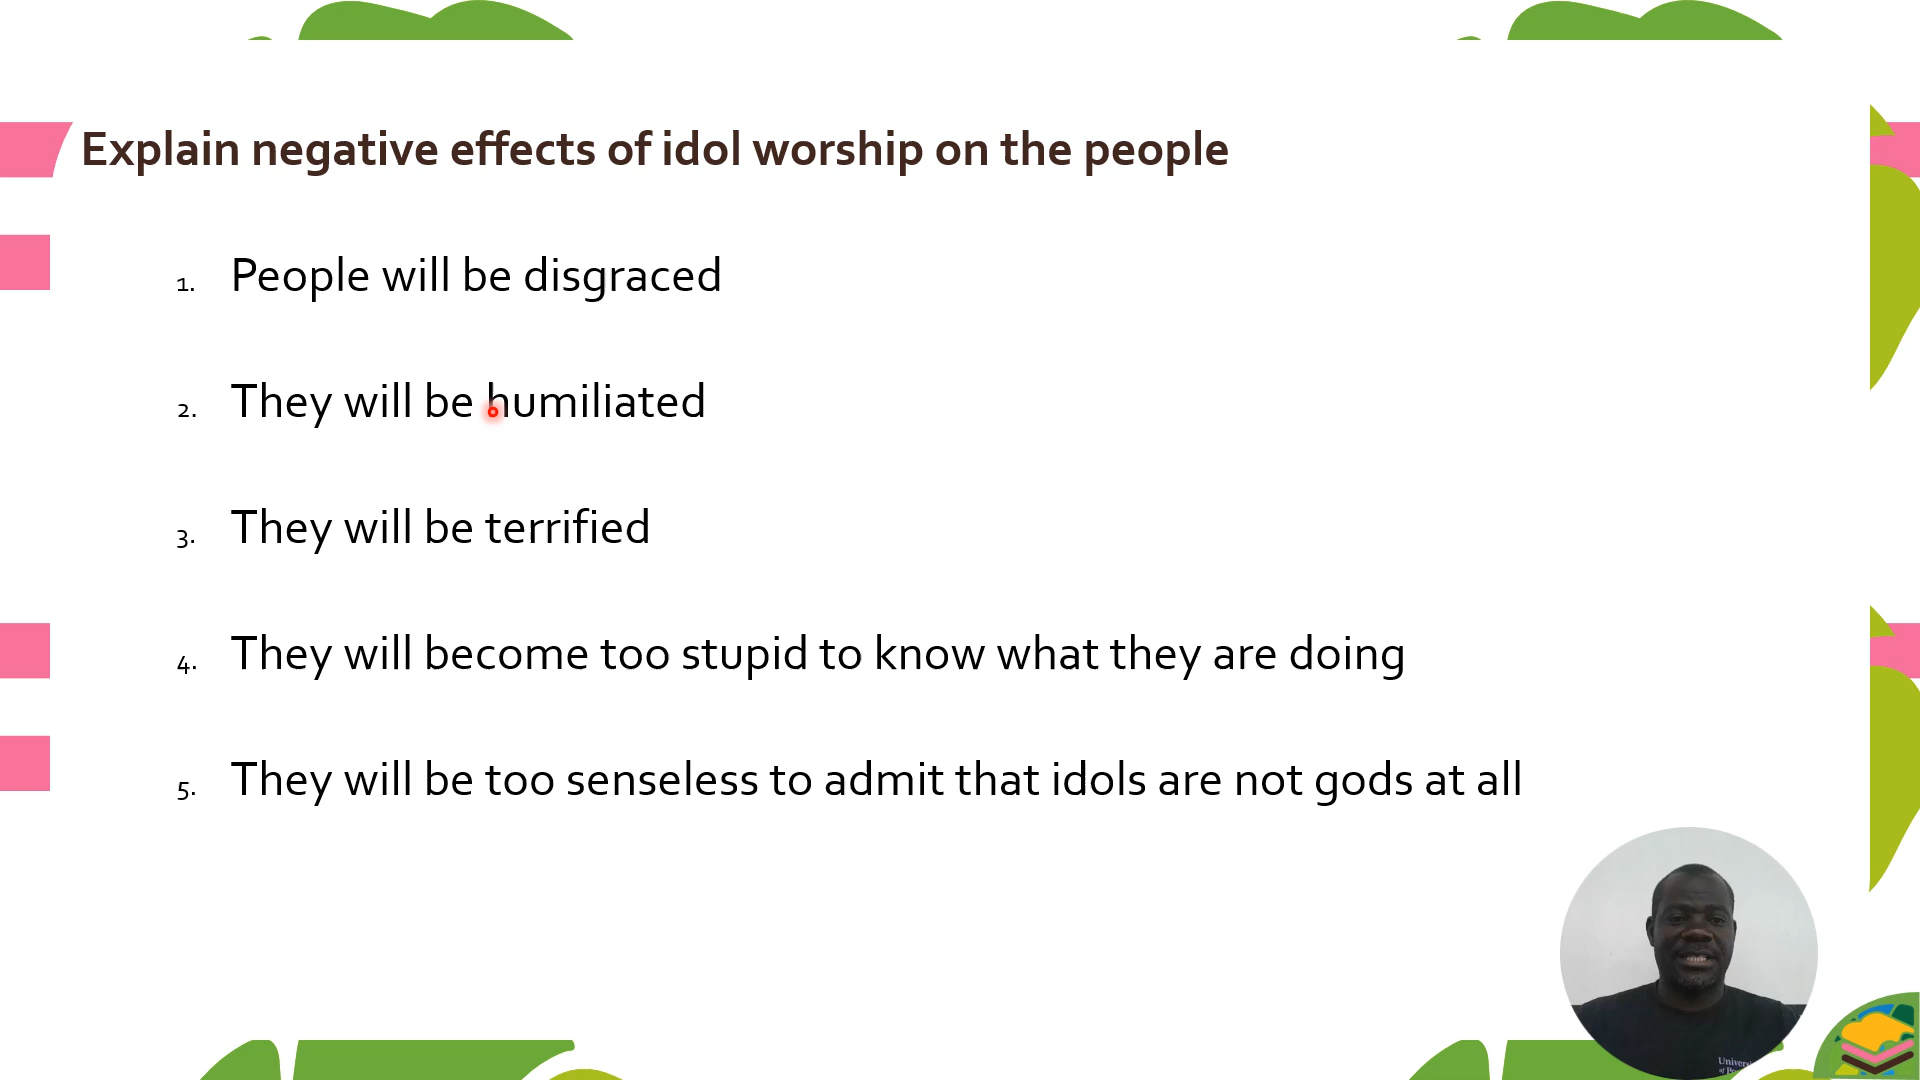 Explain negative effects of idol worship on the people
1. People will be disgraced
2. They will be humiliated
3. They will be terrified
4. They will become too stupid to know what they are doing
5. They will be too senseless to admit that idols are not gods at all